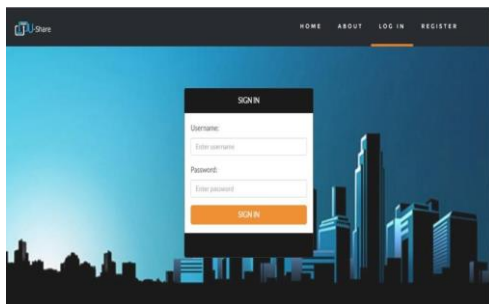 U-Share
HOME ABOUT LOG IN REGISTER
SIGN IN
Username:
Enter username
Password:
Enter password
SIGN IN